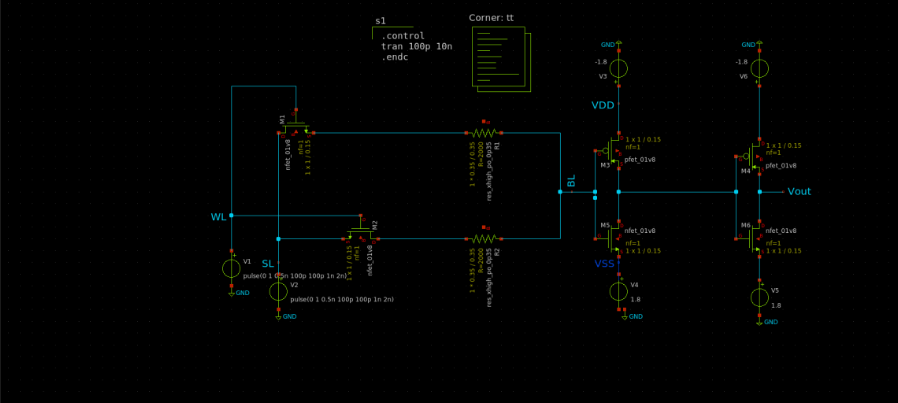 s1
.control
tran 100p 10n
.endc
Corner: tt
GND
-1.8
V3
GND
-1.8
V6
VDD
M1
nfet_01v8
nf=1
1 x 1 / 0.15
R1
R=2000
1 * 0.35 / 0.35
res_xhigh_po_0p35
1 x 1 / 0.15
nf=1
pfet_01v8
M3
1 x 1 / 0.15
nf=1
pfet_01v8
M4
BL
Vout
WL
M2
nfet_01v8
nf=1
1 x 1 / 0.15
R2
R=2000
1 * 0.35 / 0.35
res_xhigh_po_0p35
M5
nfet_01v8
nf=1
1 x 1 / 0.15
M6
nfet_01v8
nf=1
1 x 1 / 0.15
SL
VSS
V1
pulse(0 1 0.5n 100p 100p 1n 2n)
GND
V2
pulse(0 1 0.5n 100p 100p 1n 2n)
GND
V4
1.8
GND
V5
1.8
GND